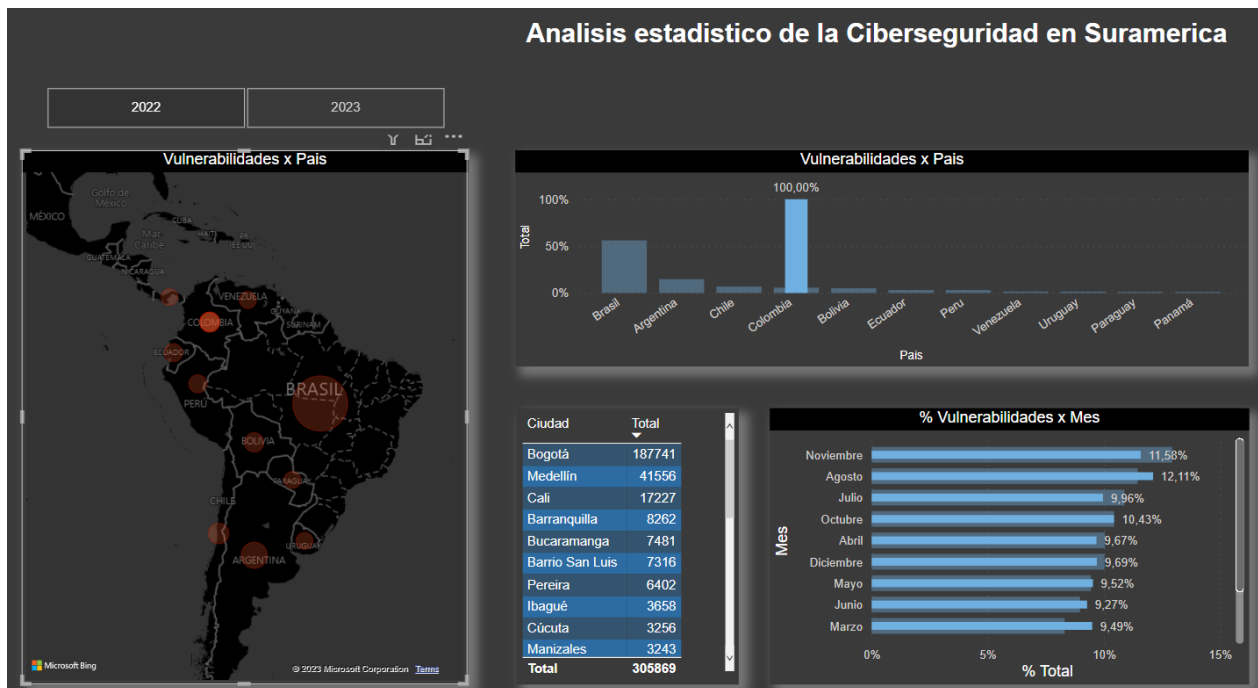 Analisis estadistico de la Ciberseguridad en Suramerica
2022
2023
Vulnerabilidades x Pais
Golfo de
México
MÉXICO
CUBA
Mar
Caribe
HAITÍ
PR
(EE.UU.)
GUATEMALA
NICARAGUA
VENEZUELA
GUYANA
SURINAM
COLOMBIA
ECUADOR
PERÚ
BRASIL
BOLIVIA
PARAGUAY
CHILE
URUGUAY
ARGENTINA
Microsoft Bing
© 2023 Microsoft Corporation Terms
Vulnerabilidades x Pais
100,00%
100%
50%
0%
Total
Brasil
Argentina
Chile
Colombia
Bolivia
Ecuador
Peru
Venezuela
Uruguay
Paraguay
Panamá
Pais
Ciudad Total
Bogotá 187741
Medellín 41556
Cali 17227
Barranquilla 8262
Bucaramanga 7481
Barrio San Luis 7316
Pereira 6402
Ibagué 3658
Cúcuta 3256
Manizales 3243
Total 305869
% Vulnerabilidades x Mes
Mes
Noviembre 11,58%
Agosto 12,11%
Julio 9,96%
Octubre 10,43%
Abril 9,67%
Diciembre 9,69%
Mayo 9,52%
Junio 9,27%
Marzo 9,49%
0% 5% 10% 15%
% Total